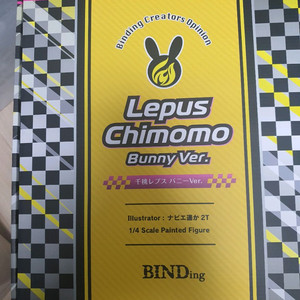 Binding Creators Opinion
Lepus
Chimomo
Bunny Ver.
千桃レプス バニーVer.
Illustrator : ナビエ遥か 2T
1/4 Scale Painted Figure
BINDing